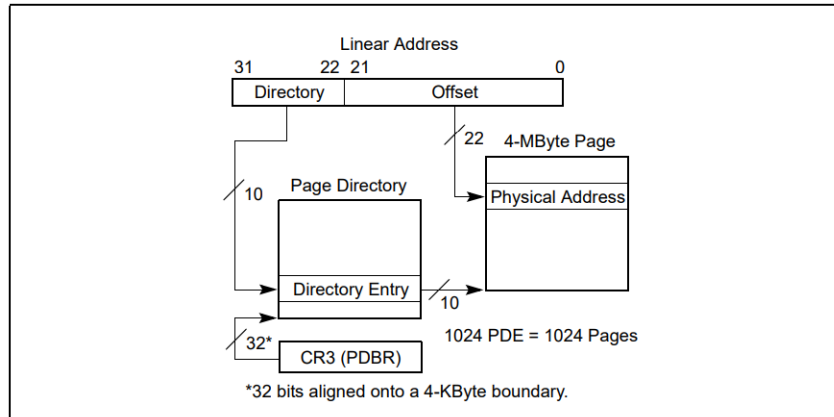 Linear Address
31 22 21 0
Directory Offset
22 4-MByte Page
10 Page Directory Physical Address
Directory Entry
10
1024 PDE = 1024 Pages
32* CR3 (PDBR)
*32 bits aligned onto a 4-KByte boundary.